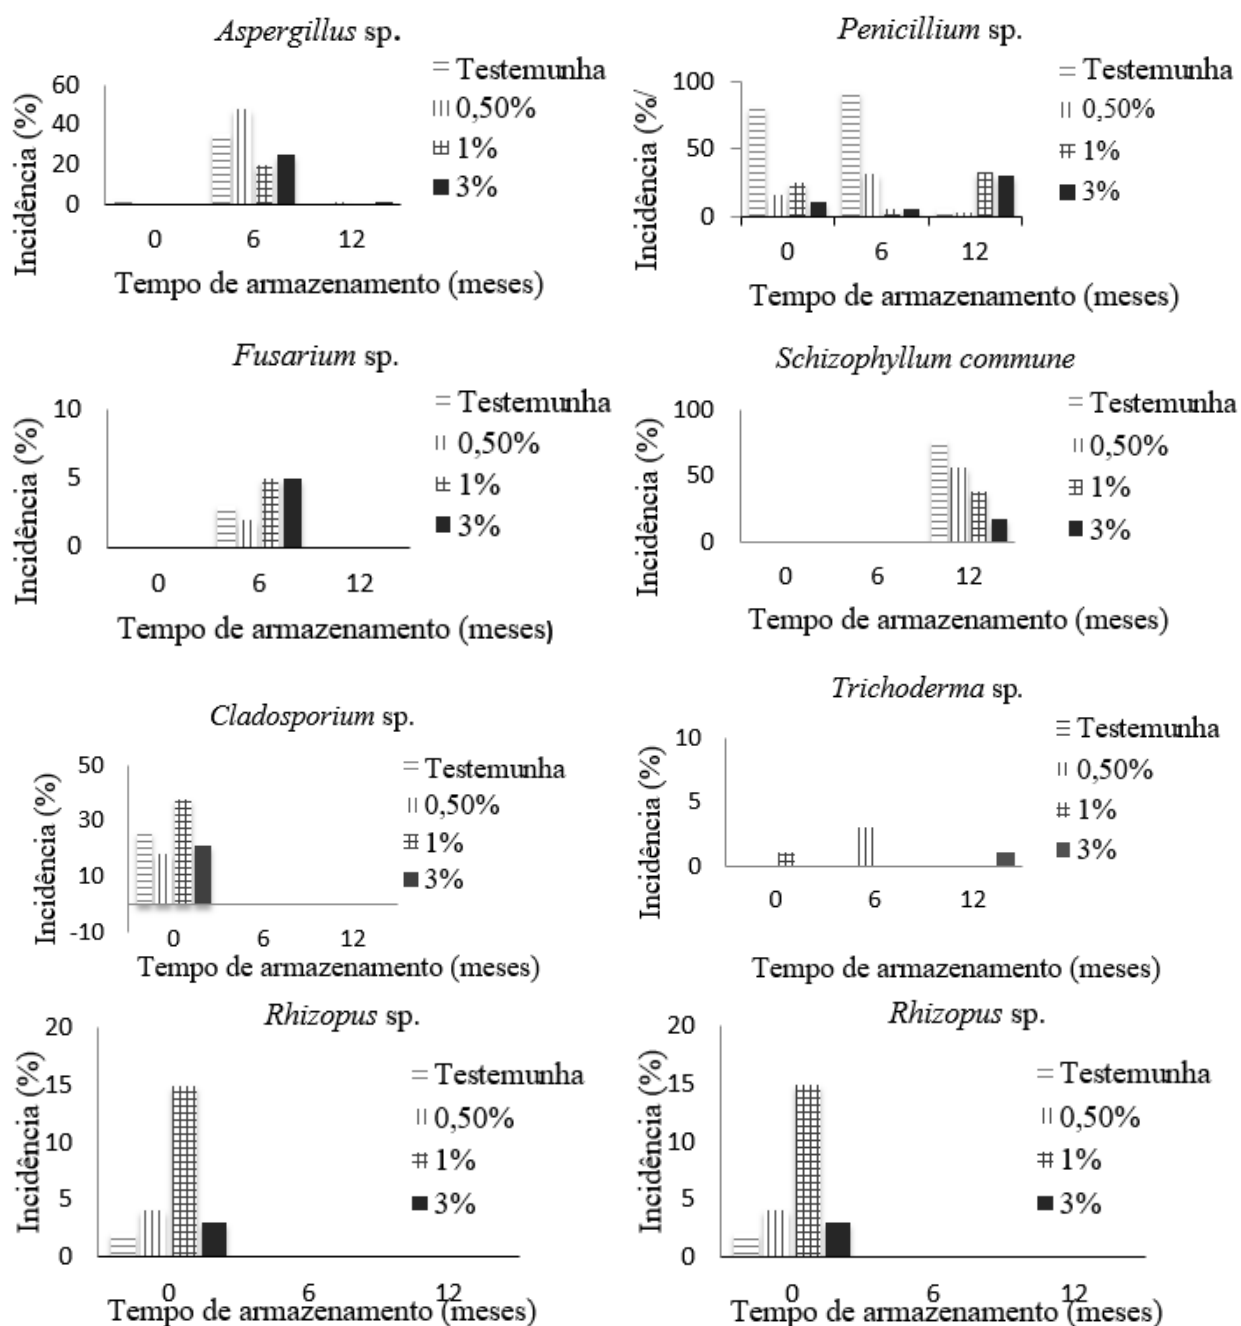 Aspergillus sp.
Incidência (%)
60
40
20
0
0 6 12
Tempo de armazenamento (meses)
Testemunha
0,50%
1%
3%
Penicillium sp.
Incidência (%/
100
50
0
0 6 12
Tempo de armazenamento (meses)
Testemunha
0,50%
1%
3%
Fusarium sp.
Incidência (%)
10
5
0
0 6 12
Tempo de armazenamento (meses)
Testemunha
0,50%
1%
3%
Schizophyllum commune
Incidência (%)
100
50
0
0 6 12
Tempo de armazenamento (meses)
Testemunha
0,50%
1%
3%
Cladosporium sp.
Incidência (%)
50
30
10
-10
0 6 12
Tempo de armazenamento (meses)
Testemunha
0,50%
1%
3%
Trichoderma sp.
Incidência (%)
10
5
0
0 6 12
Tempo de armazenamento (meses)
Testemunha
0,50%
1%
3%
Rhizopus sp.
Incidência (%)
20
15
10
5
0
0 6 12
Tempo de armazenamento (meses)
Testemunha
0,50%
1%
3%
Rhizopus sp.
Incidência (%)
20
15
10
5
0
0 6 12
Tempo de armazenamento (meses)
Testemunha
0,50%
1%
3%